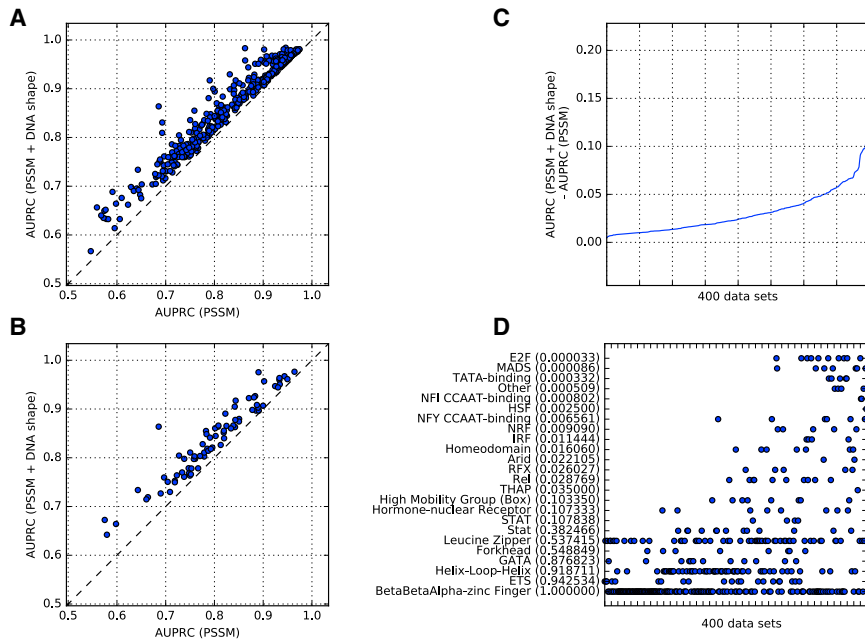 A
1.0
0.9
0.8
0.7
0.6
0.5
AUPRC (PSSM + DNA shape)
0.5 0.6 0.7 0.8 0.9 1.0
AUPRC (PSSM)
B
1.0
0.9
0.8
0.7
0.6
0.5
AUPRC (PSSM + DNA shape)
0.5 0.6 0.7 0.8 0.9 1.0
AUPRC (PSSM)
C
0.20
0.15
0.10
0.05
0.00
AUPRC (PSSM + DNA shape)
- AUPRC (PSSM)
400 data sets
D
E2F (0.000033)
MADS (0.000086)
TATA-binding (0.000332)
Other (0.000509)
NFI CCAAT-binding (0.000802)
HSF (0.002500)
NFY CCAAT-binding (0.006561)
NRF (0.009090)
IRF (0.011444)
Homeodomain (0.016060)
Arid (0.022105)
RFX (0.026027)
Rel (0.028769)
THAP (0.035000)
High Mobility Group (Box) (0.103350)
Hormone-nuclear Receptor (0.107333)
STAT (0.107838)
Stat (0.382466)
Leucine Zipper (0.537415)
Forkhead (0.548849)
GATA (0.876823)
Helix-Loop-Helix (0.918711)
ETS (0.942534)
BetaBetaAlpha-zinc Finger (1.000000)
400 data sets